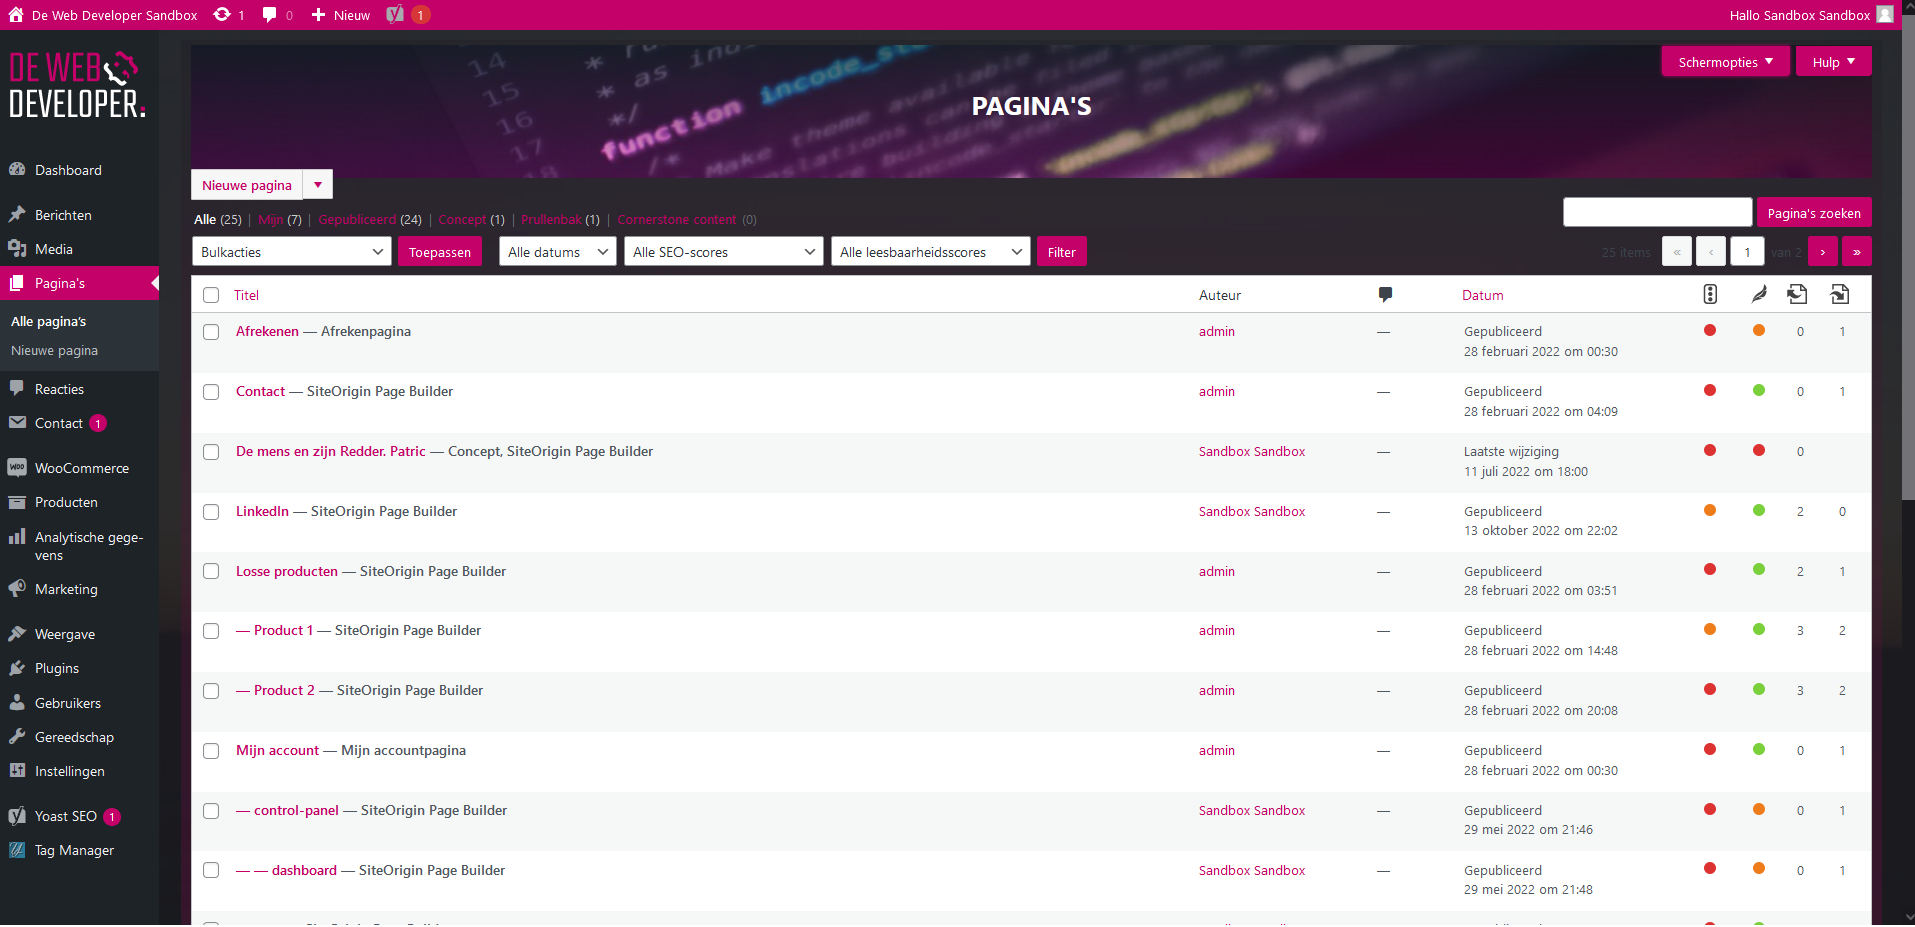 De Web Developer Sandbox 1 0 Nieuw 1 Hallo Sandbox Sandbox
DE WEB
DEVELOPER.
14
15
16
17
18
function incode_st
Make theme available
PAGINA'S
Schermopties Hulp
Dashboard
Berichten
Media
Pagina's
Alle pagina's
Nieuwe pagina
Reacties
Contact 1
WooCommerce
Producten
Analytische gege-
vens
Marketing
Weergave
Plugins
Gebruikers
Gereedschap
Instellingen
Yoast SEO 1
Tag Manager
Nieuwe pagina
Alle (25) | Mijn (7) | Gepubliceerd (24) | Concept (1) | Prullenbak (1) | Cornerstone content (0)
Pagina's zoeken
Bulkacties Toepassen Alle datums Alle SEO-scores Alle leesbaarheidsscores Filter 25 items « ‹ 1 van 2 › »
Titel Auteur Datum
Afrekenen — Afrekenpagina admin — Gepubliceerd 0 1
28 februari 2022 om 00:30
Contact — SiteOrigin Page Builder admin — Gepubliceerd 0 1
28 februari 2022 om 04:09
De mens en zijn Redder. Patric — Concept, SiteOrigin Page Builder Sandbox Sandbox — Laatste wijziging 0
11 juli 2022 om 18:00
LinkedIn — SiteOrigin Page Builder Sandbox Sandbox — Gepubliceerd 2 0
13 oktober 2022 om 22:02
Losse producten — SiteOrigin Page Builder admin — Gepubliceerd 2 1
28 februari 2022 om 03:51
— Product 1 — SiteOrigin Page Builder admin — Gepubliceerd 3 2
28 februari 2022 om 14:48
— Product 2 — SiteOrigin Page Builder admin — Gepubliceerd 3 2
28 februari 2022 om 20:08
Mijn account — Mijn accountpagina admin — Gepubliceerd 0 1
28 februari 2022 om 00:30
— control-panel — SiteOrigin Page Builder Sandbox Sandbox — Gepubliceerd 0 1
29 mei 2022 om 21:46
— — dashboard — SiteOrigin Page Builder Sandbox Sandbox — Gepubliceerd 0 1
29 mei 2022 om 21:48